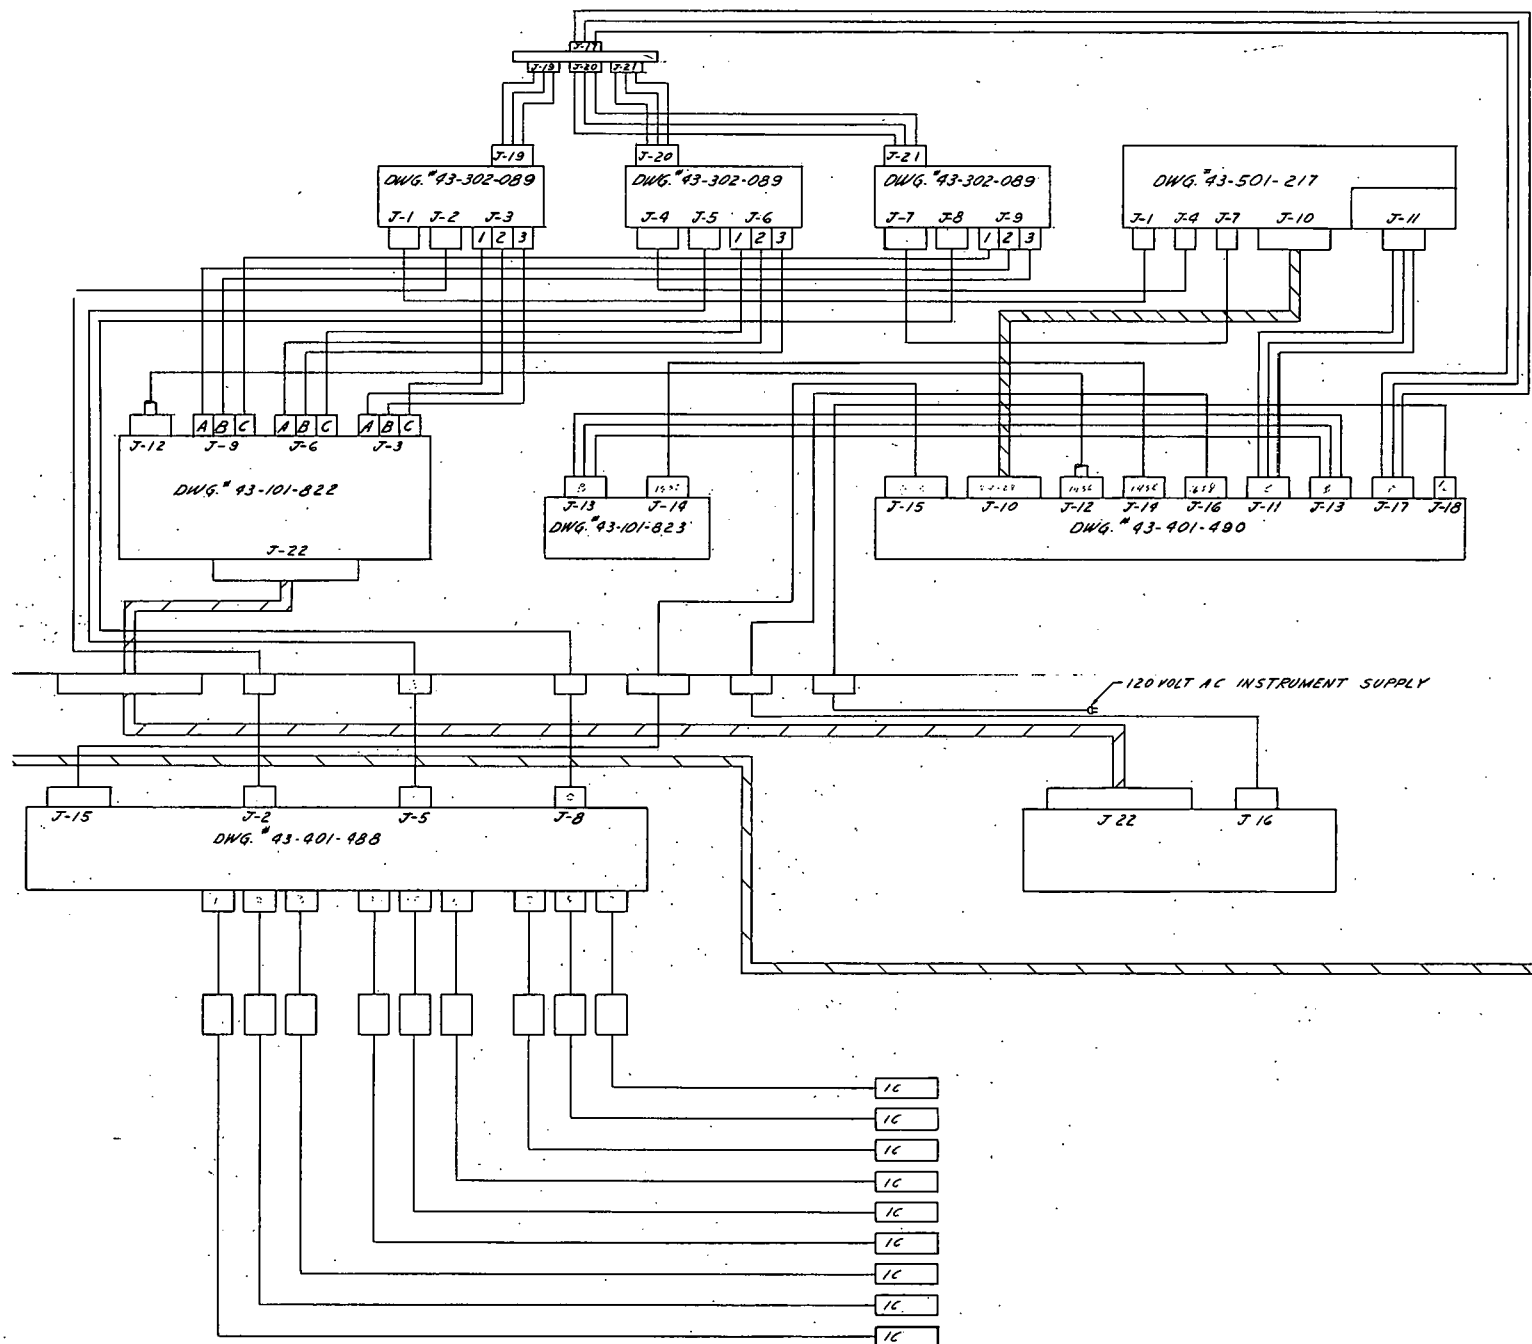 J-17
J-19 J-20 J-21
J-19
J-20
J-21
DWG. #43-302-089
DWG. #43-302-089
DWG. #43-302-089
DWG. #43-501-217
J-1 J-2 J-3
J-4 J-5 J-6
J-7 J-8 J-9
J-1 J-4 J-7 J-10
J-11
1 2 3
1 2 3
1 2 3
A B C
A B C
A B C
J-12 J-9 J-6 J-3
DWG. # 43-101-822
J-22
J-13 J-14
DWG. #43-101-823
J-15 J-10 J-12 J-14 J-16 J-11 J-13 J-17 J-18
DWG. # 43-401-490
120 VOLT AC INSTRUMENT SUPPLY
J-15 J-2 J-5 J-8
DWG. # 43-401-488
J 22 J 16
IC
IC
IC
IC
IC
IC
IC
IC
IC